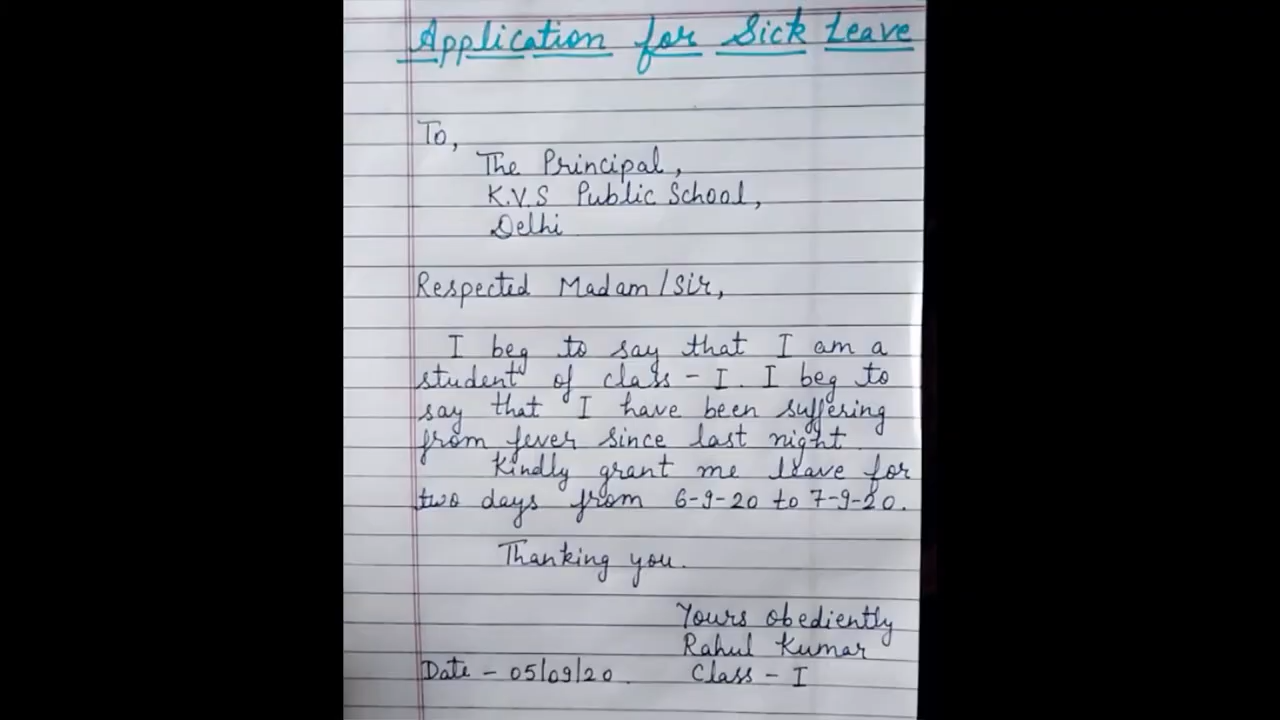 Application for Sick Leave
To,
The Principal,
K.V.S Public School,
Delhi
Respected Madam/Sir,
I beg to say that I am a
student of class - I. I beg to
say that I have been suffering
from fever since last night
Kindly grant me leave for
two days from 6-9-20 to 7-9-20.
Thanking you.
Yours obediently
Rahul Kumar
Date - 05/09/20. Class - I